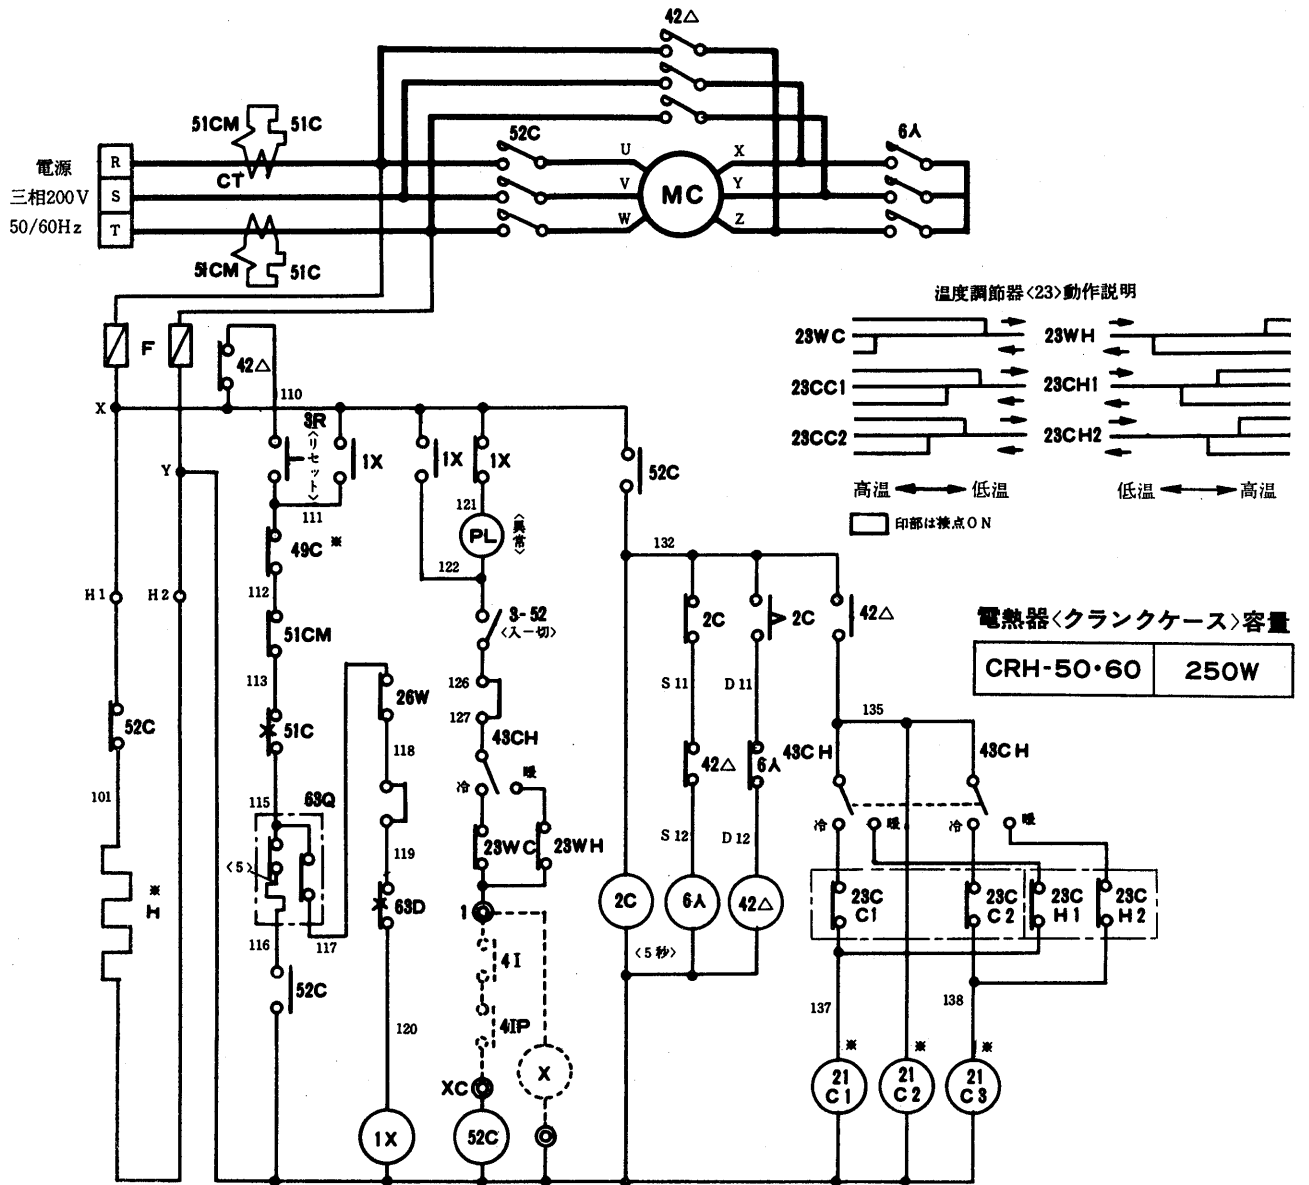 42△
51CM
51C
52C
6人
電源
三相200V
50/60Hz
R
S
T
CT
U
V
W
MC
X
Y
Z
51CM
51C
温度調節器〈23〉動作説明
23WC
23WH
23CC1
23CH1
23CC2
23CH2
高温
低温
低温
高温
印部は接点ON
F
42△
110
X
3R
〈リセット〉
1X
1X
1X
52C
Y
111
121
PL
〈異常〉
49C ※
122
132
H1
H2
112
51CM
3-52
〈入-切〉
2C
2C
42△
電熱器〈クランクケース〉容量
CRH-50・60
250W
113
26W
126
127
S11
D11
52C
51C
118
43CH
135
43CH
43CH
42△
6人
冷
暖
101
115
63Q
冷
暖
冷
暖
119
23WC
23WH
S12
D12
〈5〉
※
H
63D
23C
C1
23C
C2
23C
H1
23C
H2
2C
6人
42△
116
117
1
〈5秒〉
4I
52C
4IP
120
137
138
X
※
※
※
XC
21
C1
21
C2
21
C3
1X
52C